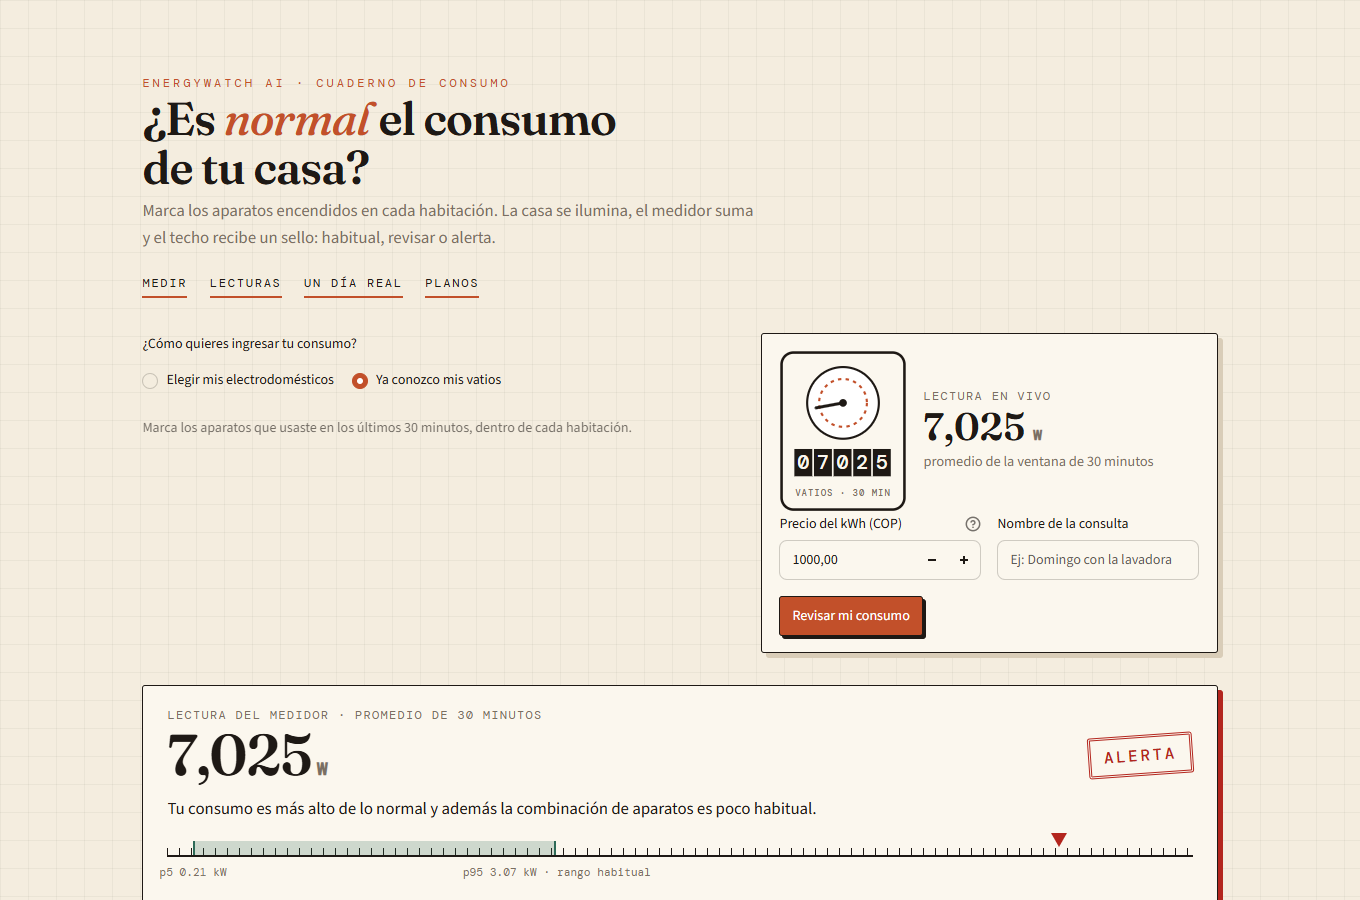 ENERGYWATCH AI · CUADERNO DE CONSUMO
¿Es normal el consumo
de tu casa?
Marca los aparatos encendidos en cada habitación. La casa se ilumina, el medidor suma
y el techo recibe un sello: habitual, revisar o alerta.
MEDIR LECTURAS UN DÍA REAL PLANOS
¿Cómo quieres ingresar tu consumo?
Elegir mis electrodomésticos Ya conozco mis vatios
Marca los aparatos que usaste en los últimos 30 minutos, dentro de cada habitación.
07025
VATIOS · 30 MIN
LECTURA EN VIVO
7,025 W
promedio de la ventana de 30 minutos
Precio del kWh (COP) ?
1000,00 − +
Nombre de la consulta
Ej: Domingo con la lavadora
Revisar mi consumo
LECTURA DEL MEDIDOR · PROMEDIO DE 30 MINUTOS
7,025 W
ALERTA
Tu consumo es más alto de lo normal y además la combinación de aparatos es poco habitual.
p5 0.21 kW p95 3.07 kW · rango habitual